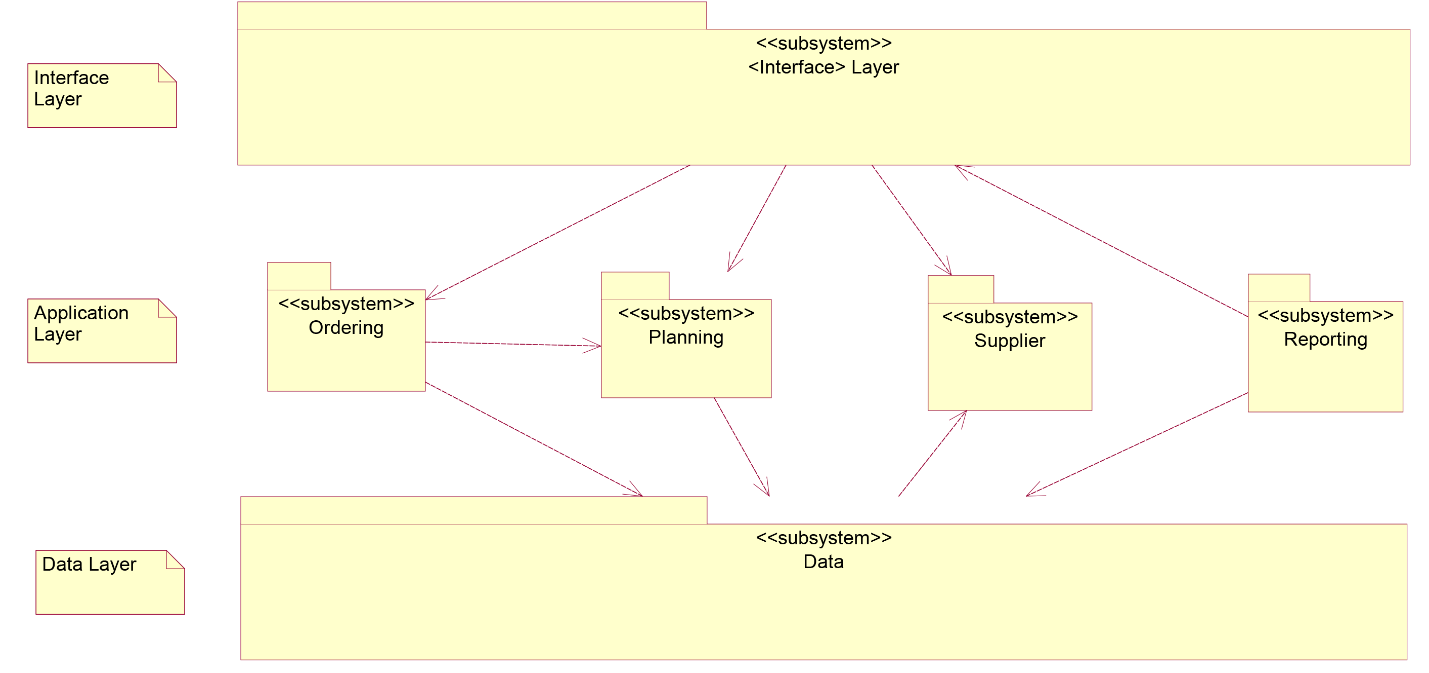 <<subsystem>>
<Interface> Layer
Interface
Layer
<<subsystem>>
Ordering
<<subsystem>>
Planning
<<subsystem>>
Supplier
<<subsystem>>
Reporting
Application
Layer
<<subsystem>>
Data
Data Layer